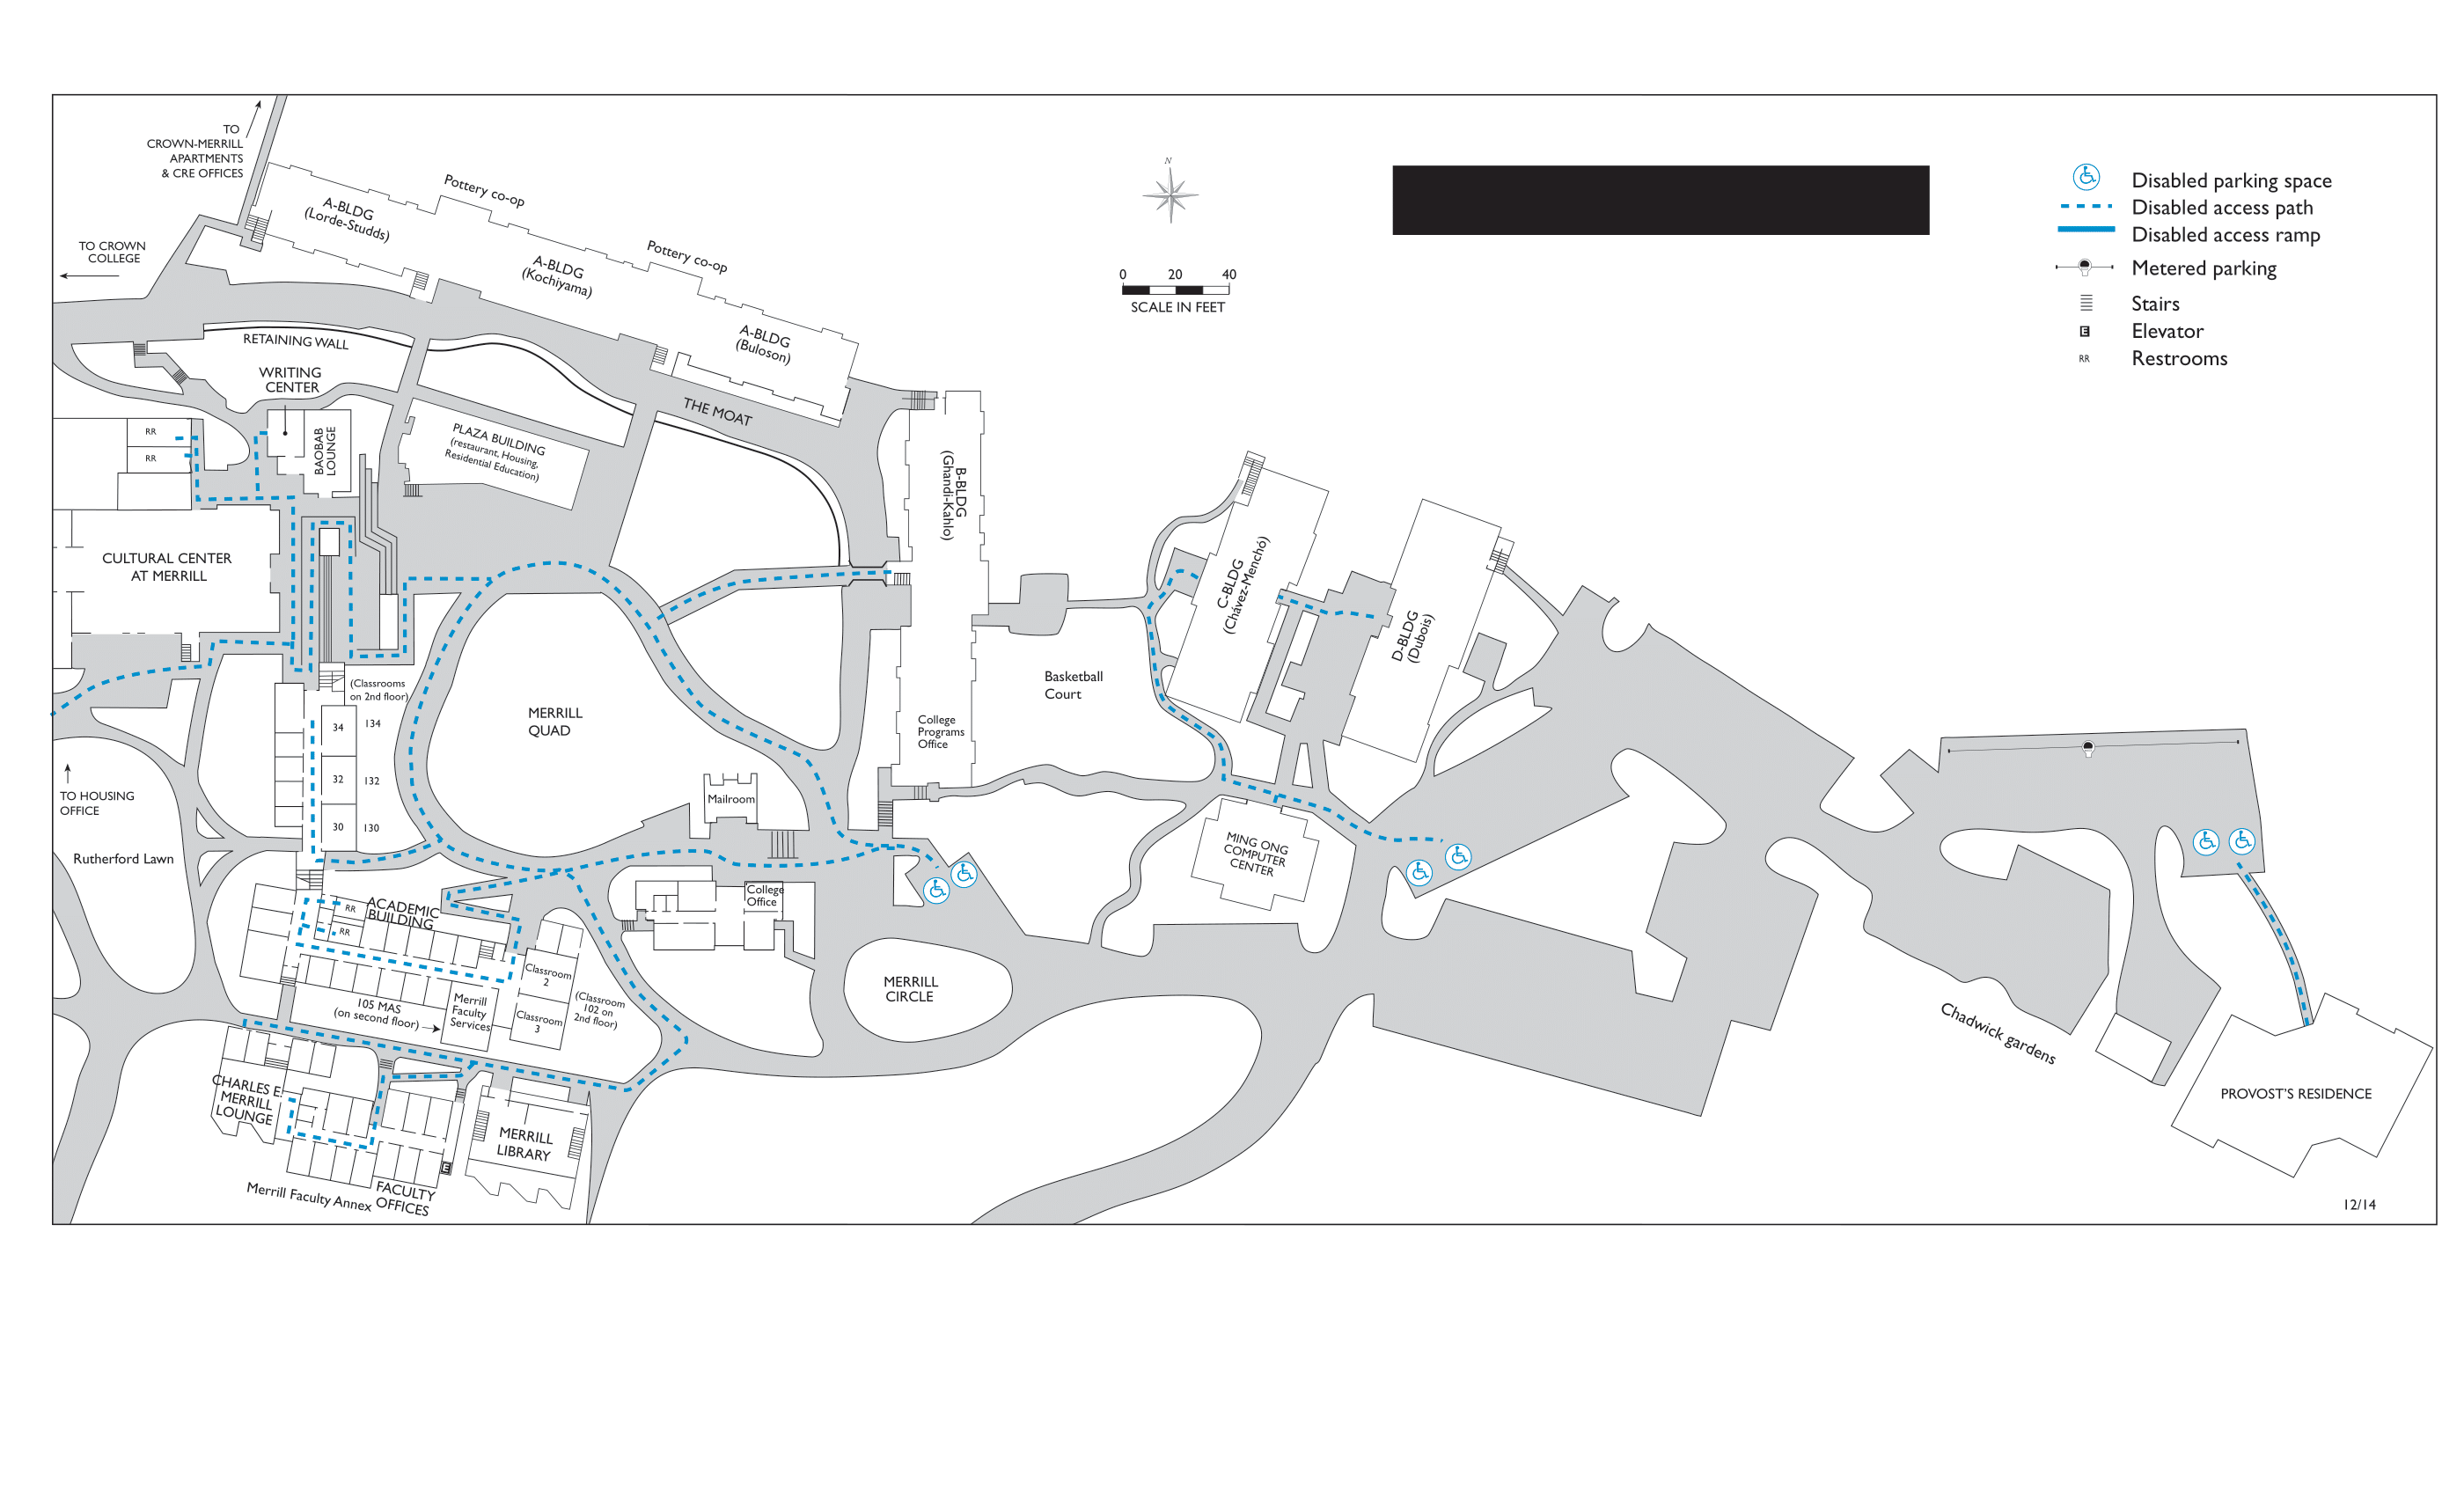 TO
CROWN-MERRILL
APARTMENTS
& CRE OFFICES
TO CROWN
COLLEGE
A-BLDG
(Lorde-Studds)
Pottery co-op
A-BLDG
(Kochiyama)
Pottery co-op
A-BLDG
(Buloson)
N
0 20 40
SCALE IN FEET
Disabled parking space
Disabled access path
Disabled access ramp
Metered parking
Stairs
E
Elevator
RR
Restrooms
RETAINING WALL
WRITING
CENTER
THE MOAT
RR
RR
BAOBAB
LOUNGE
PLAZA BUILDING
(restaurant, Housing,
Residential Education)
B-BLDG
(Ghandi-Kahlo)
CULTURAL CENTER
AT MERRILL
C-BLDG
(Chávez-Menchó)
D-BLDG
(Dubois)
(Classrooms
on 2nd floor)
34 134
32 132
30 130
MERRILL
QUAD
College
Programs
Office
Basketball
Court
TO HOUSING
OFFICE
Rutherford Lawn
Mailroom
MING ONG
COMPUTER
CENTER
College
Office
ACADEMIC
BUILDING
RR
RR
Classroom
2
Classroom
3
(Classroom
102 on
2nd floor)
105 MAS
(on second floor)
Merrill
Faculty
Services
MERRILL
CIRCLE
Chadwick gardens
PROVOST'S RESIDENCE
CHARLES E.
MERRILL
LOUNGE
MERRILL
LIBRARY
E
Merrill Faculty Annex
FACULTY
OFFICES
12/14